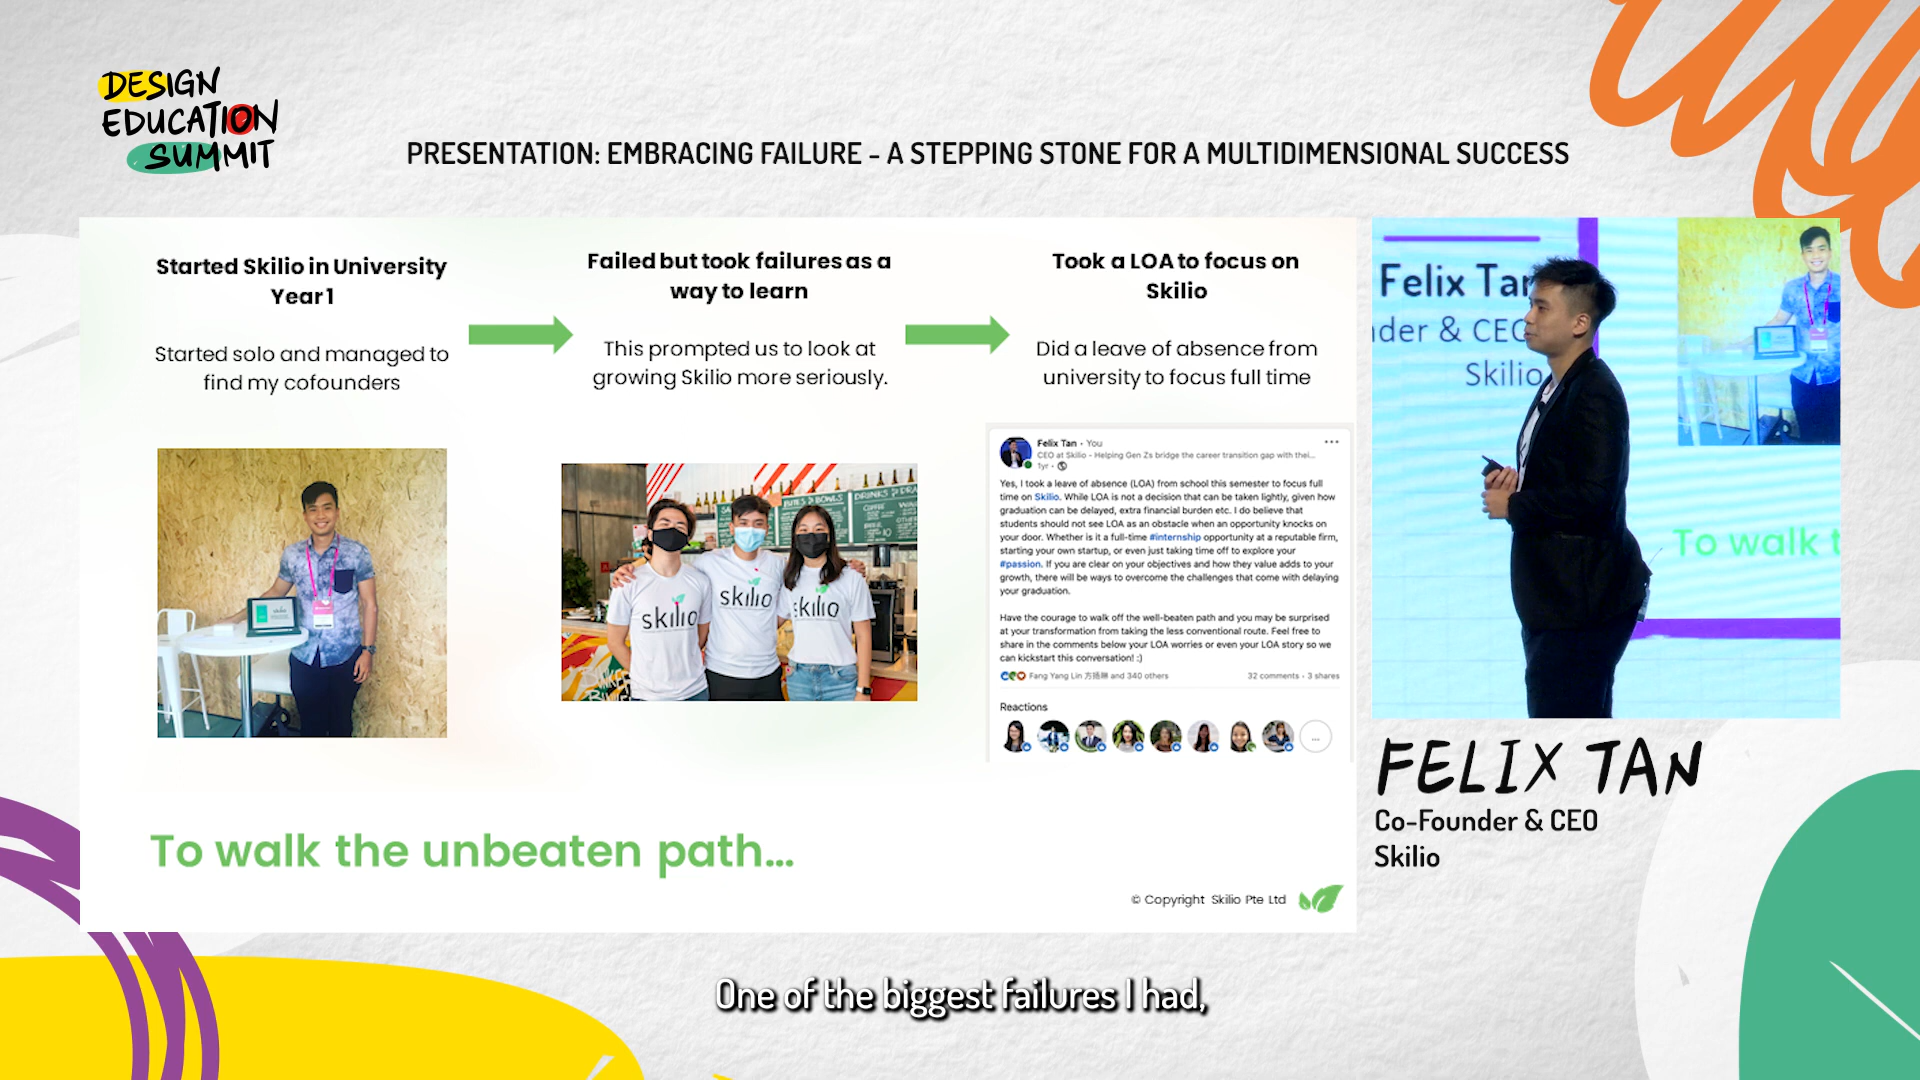 DESIGN
EDUCATION
SUMMIT
PRESENTATION: EMBRACING FAILURE - A STEPPING STONE FOR A MULTIDIMENSIONAL SUCCESS
Started Skilio in University
Year 1
Started solo and managed to
find my cofounders
Failed but took failures as a
way to learn
This prompted us to look at
growing Skilio more seriously.
Took a LOA to focus on
Skilio
Did a leave of absence from
university to focus full time
skilio
skilio
skilio
BITES & BOWLS
Felix Tan • You
CEO at Skilio - Helping Gen Zs bridge the career transition gap with thei...
1yr •
Yes, I took a leave of absence (LOA) from school this semester to focus full
time on Skilio. While LOA is not a decision that can be taken lightly, given how
graduation can be delayed, extra financial burden etc. I do believe that
students should not see LOA as an obstacle when an opportunity knocks on
your door. Whether is it a full-time #internship opportunity at a reputable firm,
starting your own startup, or even just taking time off to explore your
#passion. If you are clear on your objectives and how they value adds to your
growth, there will be ways to overcome the challenges that come with delaying
your graduation.
Have the courage to walk off the well-beaten path and you may be surprised
at your transformation from taking the less conventional route. Feel free to
share in the comments below your LOA worries or even your LOA story so we
can kickstart this conversation! :)
Fang Yang Lin 方揚琳 and 340 others
32 comments • 3 shares
Reactions
...
To walk the unbeaten path...
© Copyright Skilio Pte Ltd
Felix Tan
nder & CEO
Skilio
To walk t
FELIX TAN
Co-Founder & CEO
Skilio
One of the biggest failures I had,